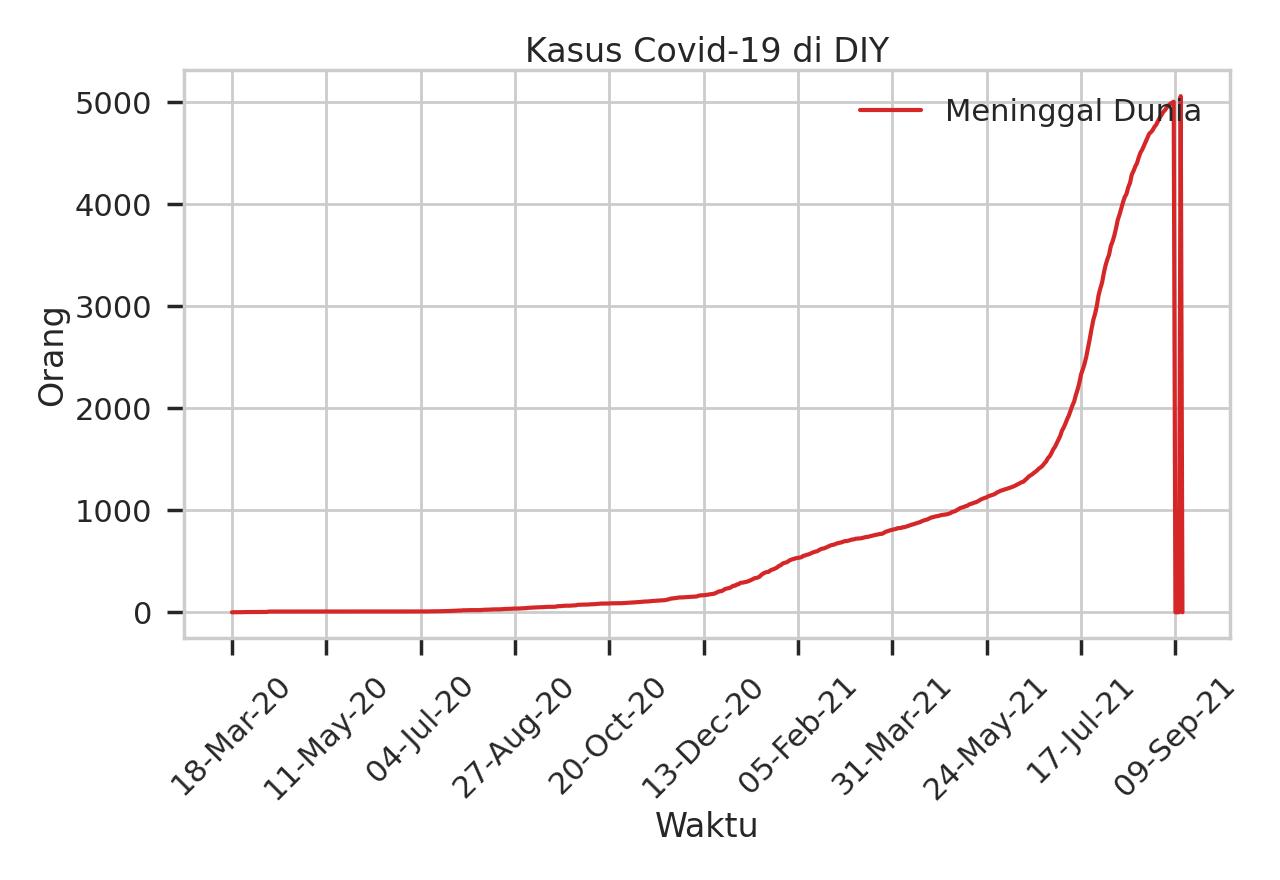 Kasus Covid-19 di DIY
Meninggal Dunia
Orang
5000
4000
3000
2000
1000
0
18-Mar-20
11-May-20
04-Jul-20
27-Aug-20
20-Oct-20
13-Dec-20
05-Feb-21
31-Mar-21
24-May-21
17-Jul-21
09-Sep-21
Waktu